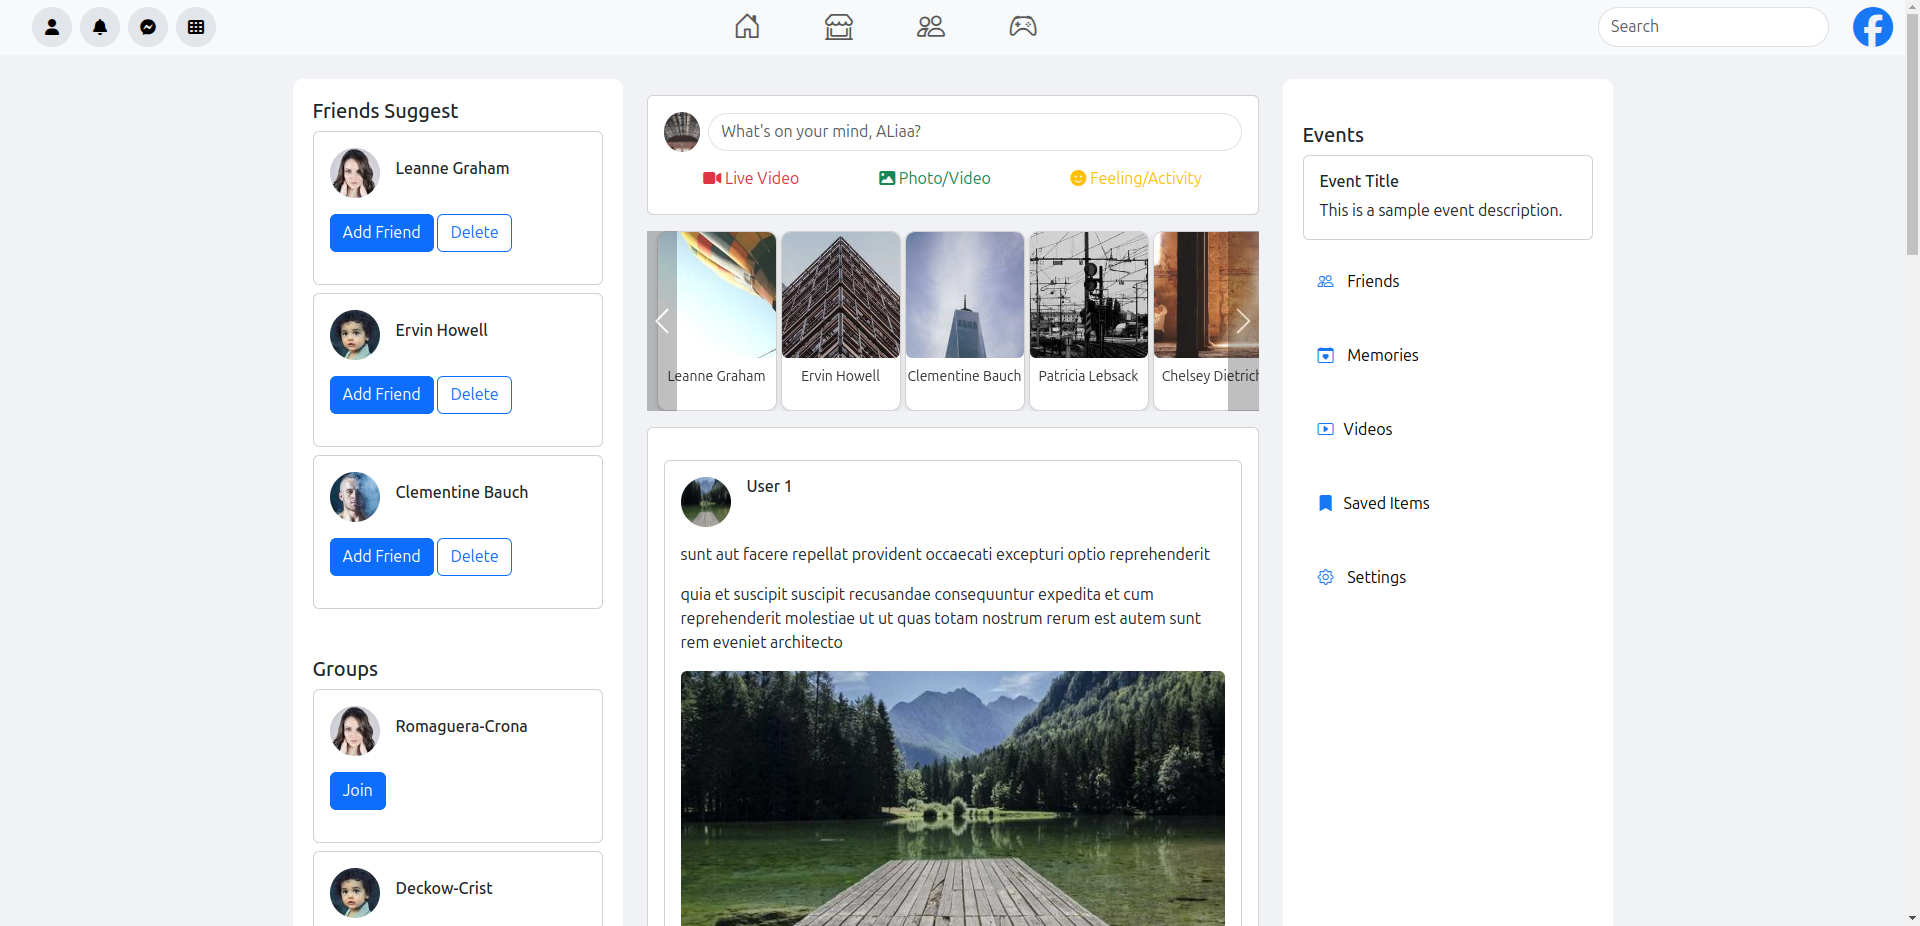 Search
Friends Suggest
Leanne Graham
Add Friend
Delete
Ervin Howell
Add Friend
Delete
Clementine Bauch
Add Friend
Delete
Groups
Romaguera-Crona
Join
Deckow-Crist
What's on your mind, ALiaa?
Live Video
Photo/Video
Feeling/Activity
Leanne Graham
Ervin Howell
Clementine Bauch
Patricia Lebsack
Chelsey Dietrich
User 1
sunt aut facere repellat provident occaecati excepturi optio reprehenderit
quia et suscipit suscipit recusandae consequuntur expedita et cum
reprehenderit molestiae ut ut quas totam nostrum rerum est autem sunt
rem eveniet architecto
Events
Event Title
This is a sample event description.
Friends
Memories
Videos
Saved Items
Settings